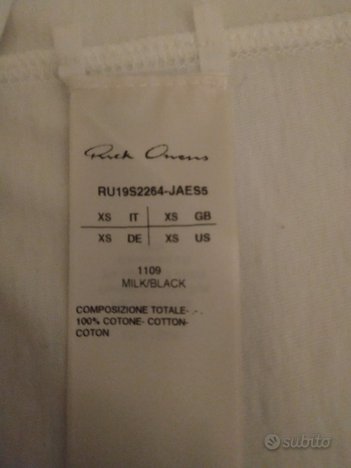 Rick Owens
RU19S2264-JAES5
XS IT XS GB
XS DE XS US
1109
MILK/BLACK
COMPOSIZIONE TOTALE- -
100% COTONE- COTTON-
COTON
subito